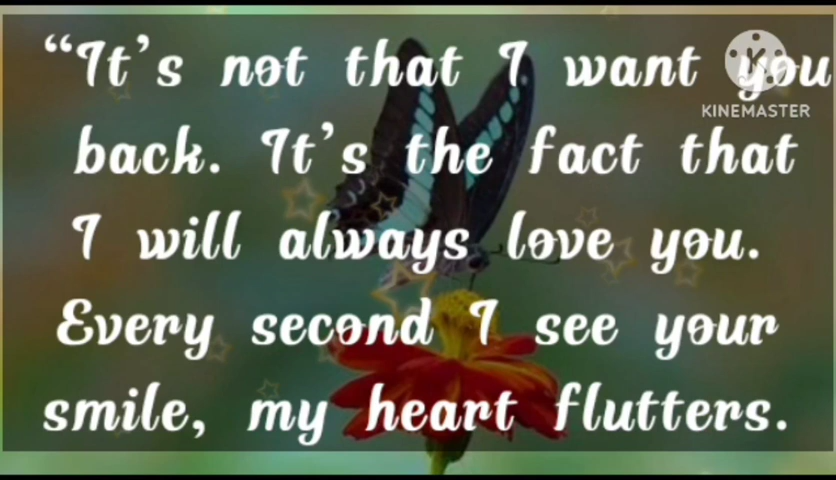 “It’s not that I want you
KINEMASTER
back. It’s the fact that
I will always love you.
Every second I see your
smile, my heart flutters.